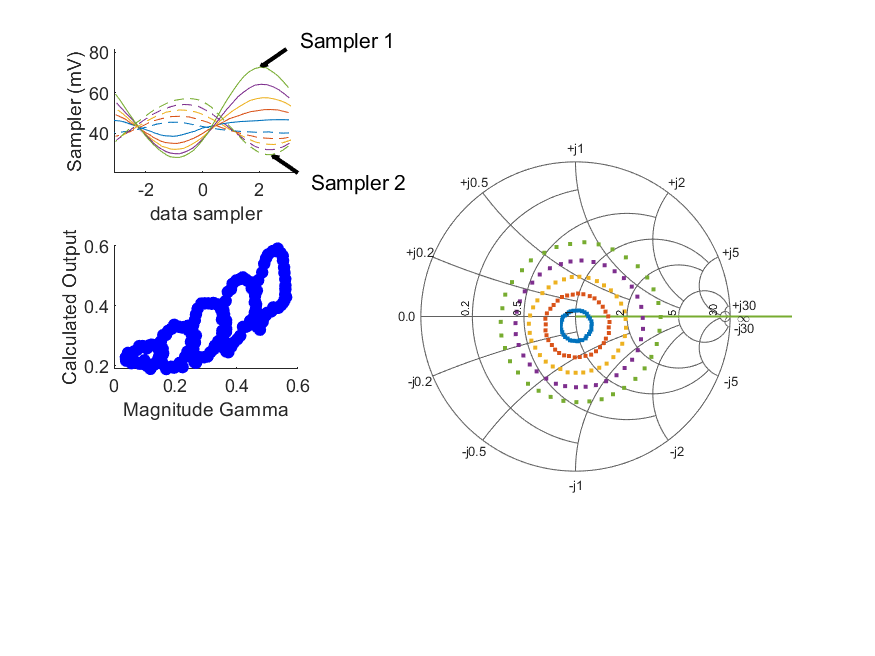 Sampler 1
Sampler 2
Sampler (mV)
80
60
40
-2 0 2
data sampler
Calculated Output
0.6
0.4
0.2
0 0.2 0.4 0.6
Magnitude Gamma
+j1
+j0.5 +j2
+j0.2 +j5
+j30
0.0 0.2 0.5 1 2 5 30 ∞
-j30
-j0.2 -j5
-j0.5 -j2
-j1